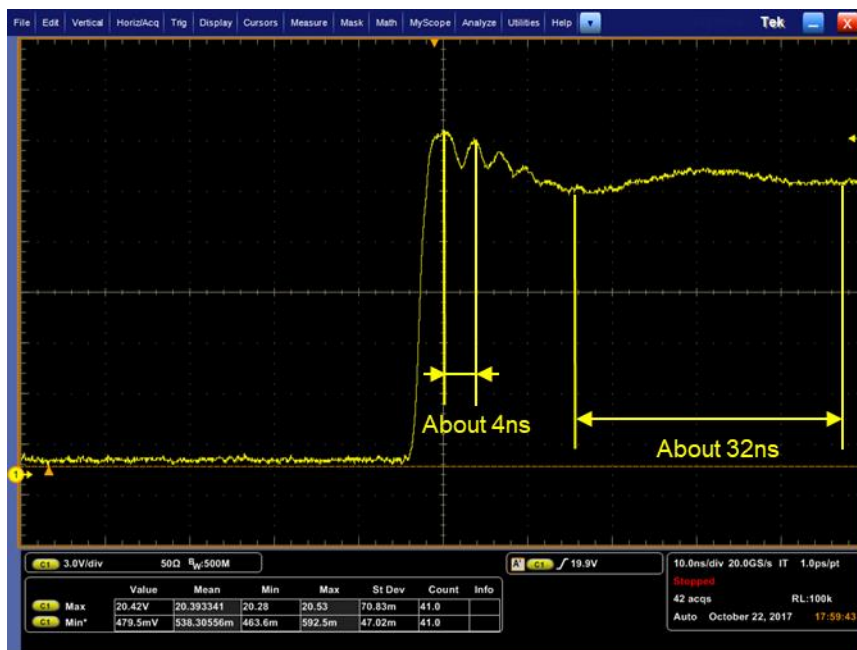 File Edit Vertical Horiz/Acq Trig Display Cursors Measure Mask Math MyScope Analyze Utilities Help Tek X
About 4ns
About 32ns
1
C1 3.0V/div 50Ω BW:500M A' C1 19.9V 10.0ns/div 20.0GS/s IT 1.0ps/pt
Stopped
42 acqs RL:100k
Auto October 22, 2017 17:59:43
Value Mean Min Max St Dev Count Info
C1 Max 20.42V 20.393341 20.28 20.53 70.83m 41.0
C1 Min* 479.5mV 538.30556m 463.6m 592.5m 47.02m 41.0